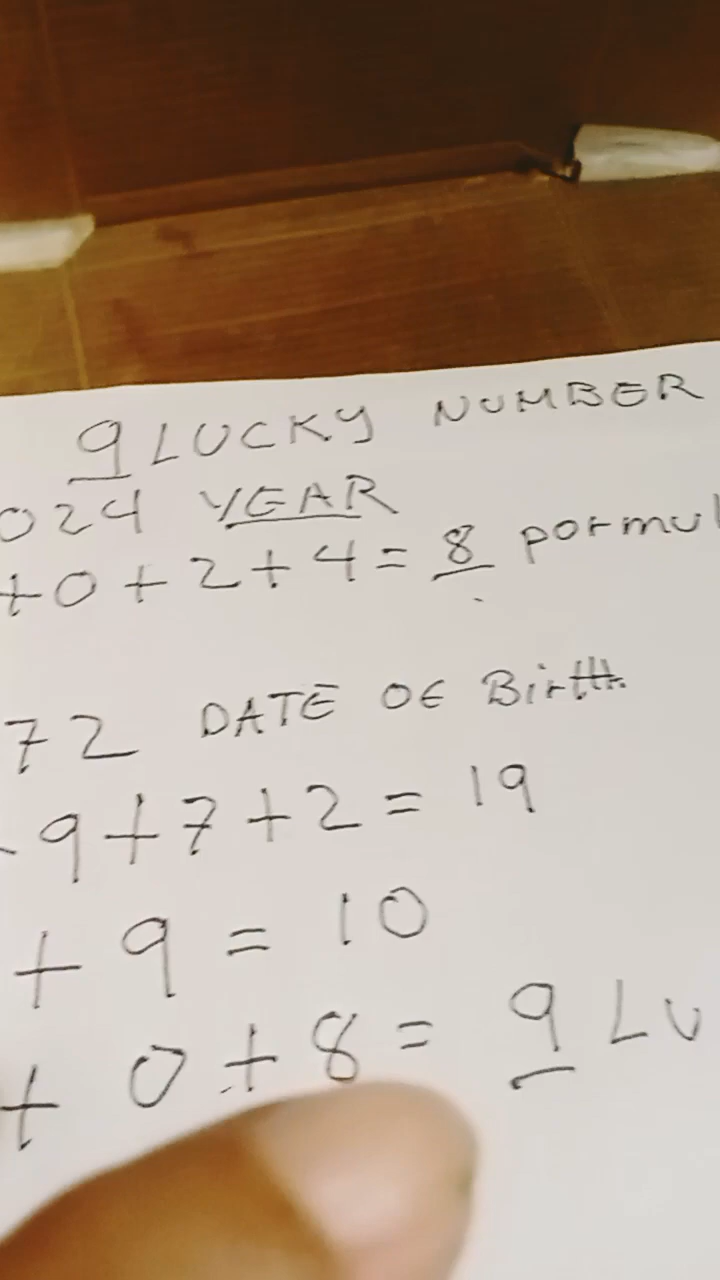 9 LUCKY NUMBER
024 YEAR
+0+2+4=8 pormul
72 DATE OF Birth
9+7+2=19
+9=10
+0+8=9 LU